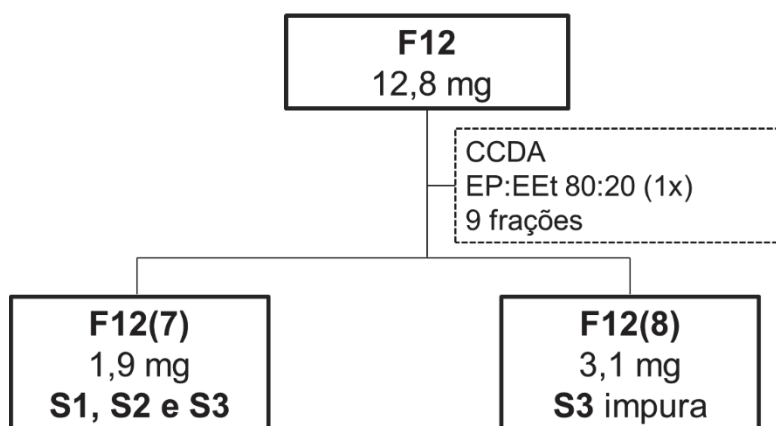 F12
12,8 mg
CCDA
EP:EEt 80:20 (1x)
9 frações
F12(7)
1,9 mg
S1, S2 e S3
F12(8)
3,1 mg
S3 impura